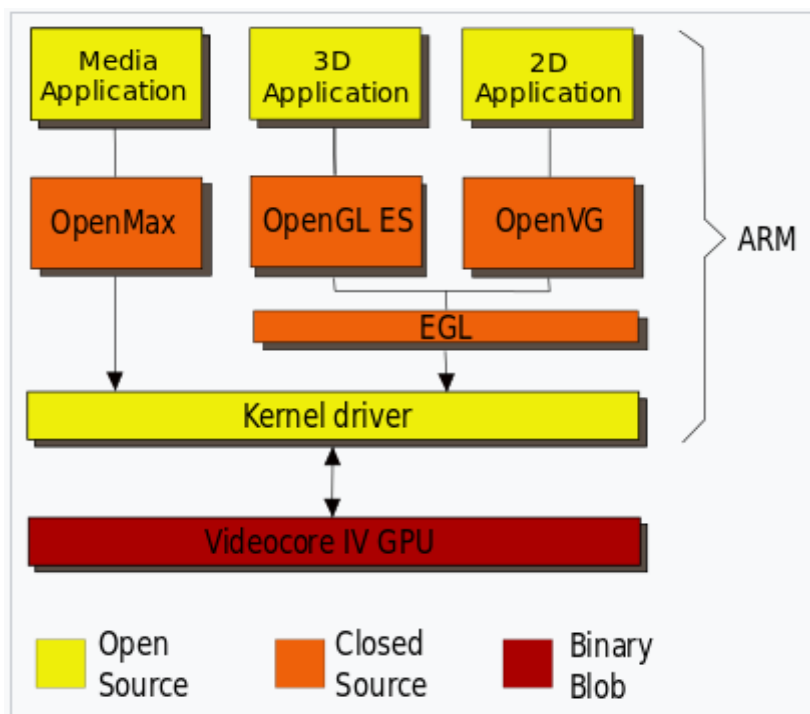 Media
Application
3D
Application
2D
Application
OpenMax
OpenGL ES
OpenVG
ARM
EGL
Kernel driver
Videocore IV GPU
Open
Source
Closed
Source
Binary
Blob